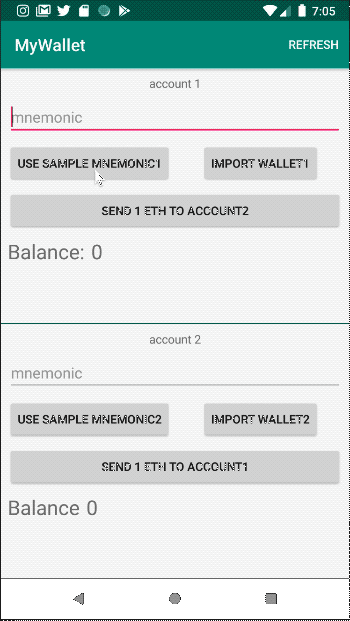 7:05
MyWallet REFRESH
account 1
mnemonic
USE SAMPLE MNEMONIC1 IMPORT WALLET1
SEND 1 ETH TO ACCOUNT2
Balance: 0
account 2
mnemonic
USE SAMPLE MNEMONIC2 IMPORT WALLET2
SEND 1 ETH TO ACCOUNT1
Balance 0